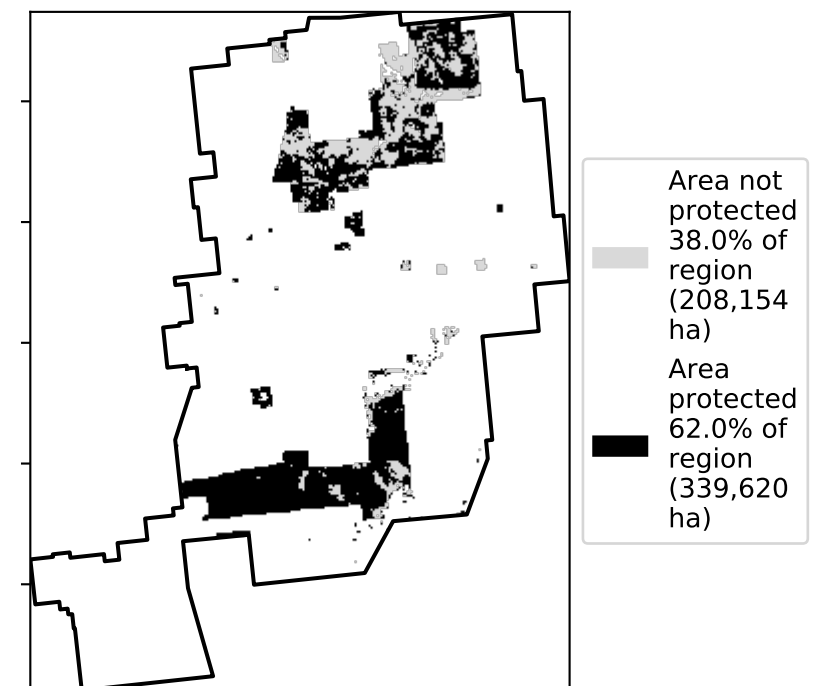 Area not
protected
38.0% of
region
(208,154
ha)
Area
protected
62.0% of
region
(339,620
ha)